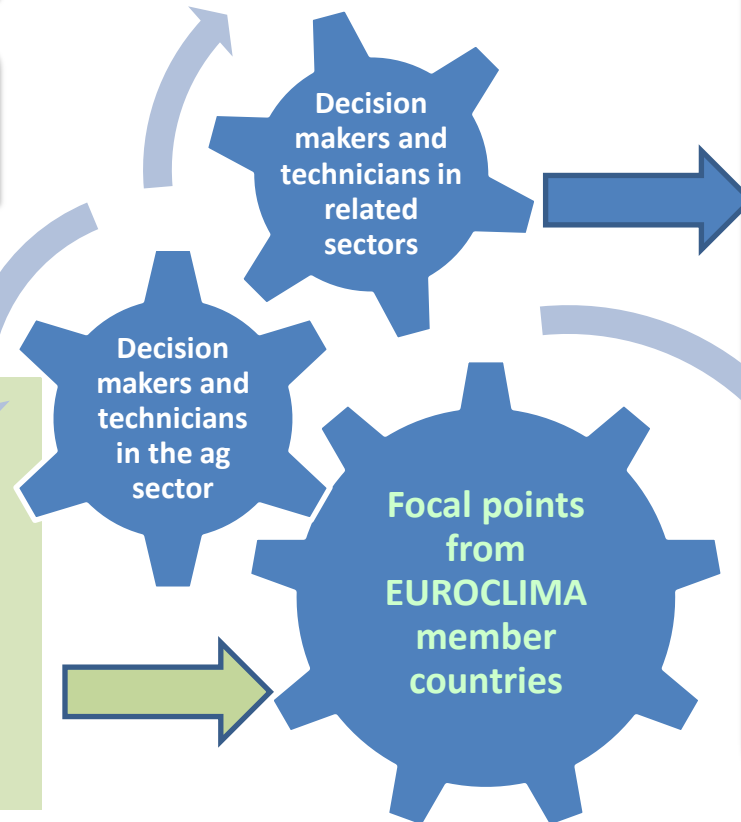 Decision
makers and
technicians in
related
sectors
Decision
makers and
technicians
in the ag
sector
Focal points
from
EUROCLIMA
member
countries